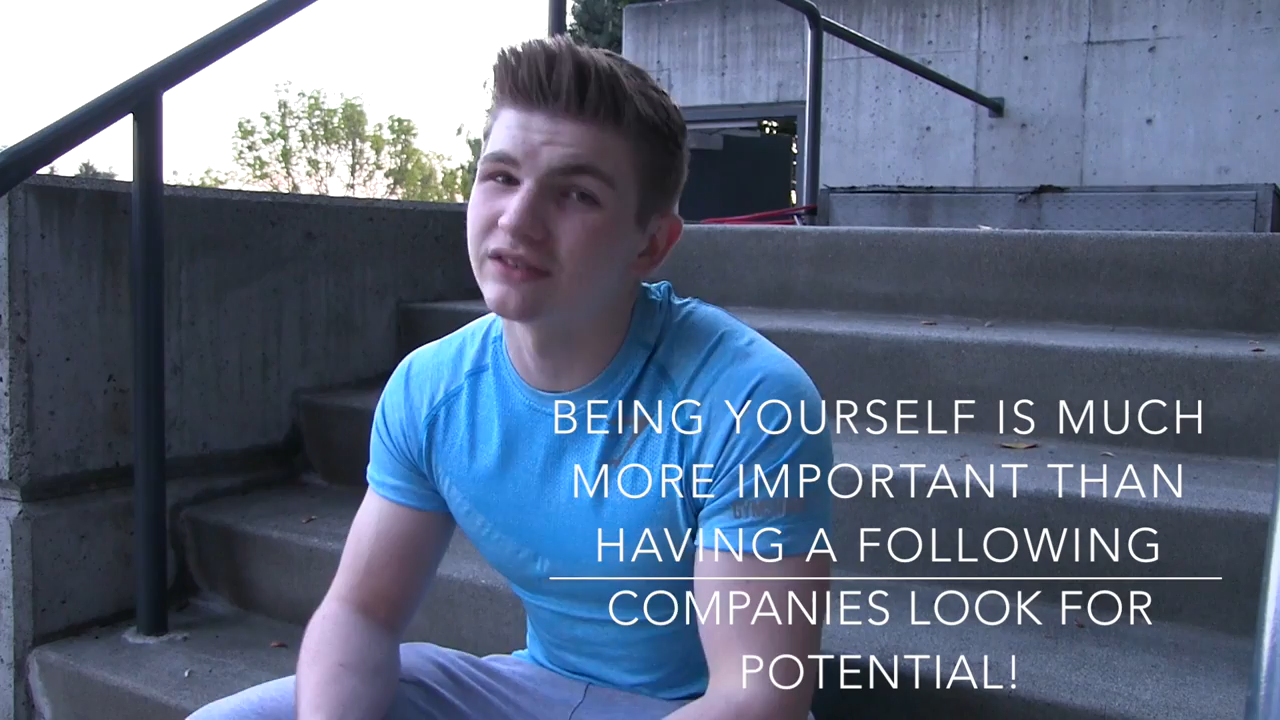 BEING YOURSELF IS MUCH
MORE IMPORTANT THAN
HAVING A FOLLOWING
COMPANIES LOOK FOR
POTENTIAL!